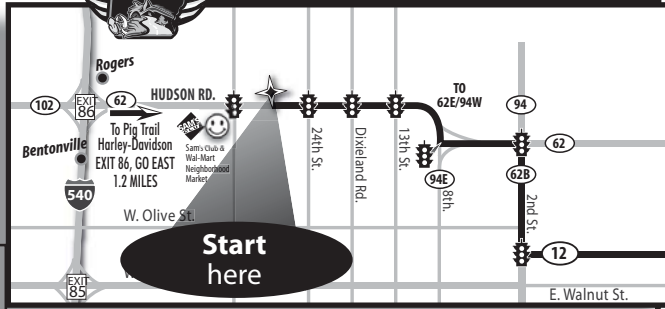 Rogers
102
EXIT
86
62
HUDSON RD.
TO
62E/94W
94
62
To Pig Trail
Harley-Davidson
EXIT 86, GO EAST
1.2 MILES
Bentonville
SAM'S CLUB
Sam's Club &
Wal-Mart
Neighborhood
Market
24th St.
Dixieland Rd.
13th St.
94E
8th.
62B
2nd St.
540
W. Olive St.
Start
here
12
EXIT
85
E. Walnut St.